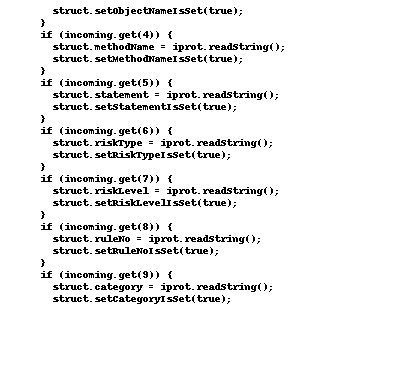 struct.setObjectNameIsSet(true);
}
if (incoming.get(4)) {
struct.methodName = iprot.readString();
struct.setMethodNameIsSet(true);
}
if (incoming.get(5)) {
struct.statement = iprot.readString();
struct.setStatementIsSet(true);
}
if (incoming.get(6)) {
struct.riskType = iprot.readString();
struct.setRiskTypeIsSet(true);
}
if (incoming.get(7)) {
struct.riskLevel = iprot.readString();
struct.setRiskLevelIsSet(true);
}
if (incoming.get(8)) {
struct.ruleNo = iprot.readString();
struct.setRuleNoIsSet(true);
}
if (incoming.get(9)) {
struct.category = iprot.readString();
struct.setCategoryIsSet(true);